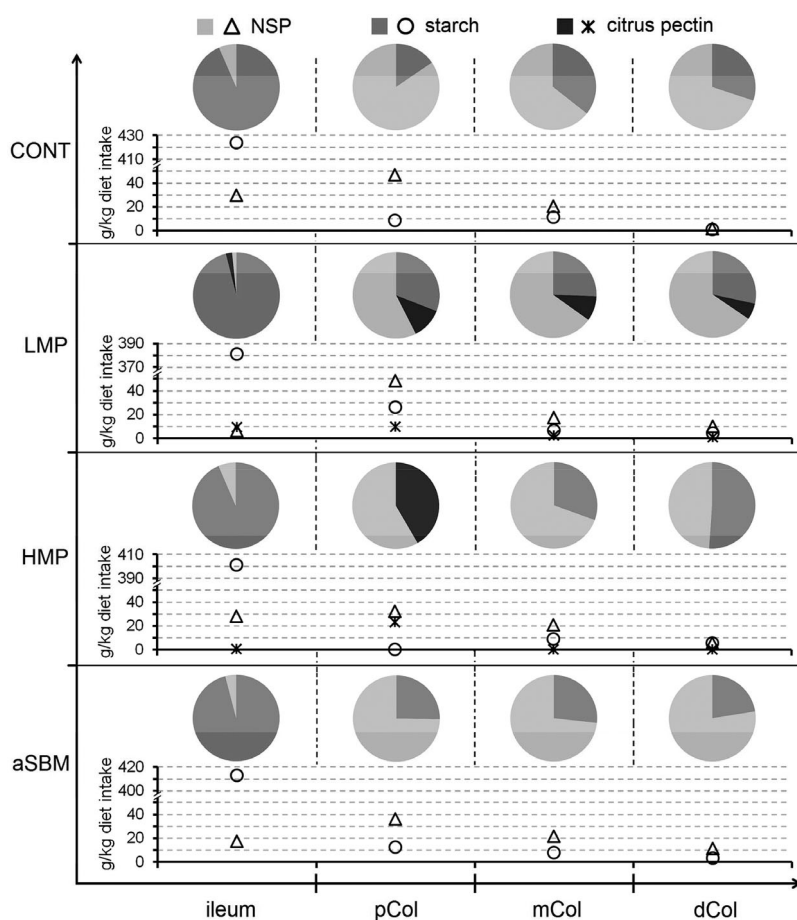 NSP starch citrus pectin
CONT
g/kg diet intake
430
410
40
20
0
LMP
g/kg diet intake
390
370
40
20
0
HMP
g/kg diet intake
410
390
40
20
0
aSBM
g/kg diet intake
420
400
40
20
0
ileum pCol mCol dCol